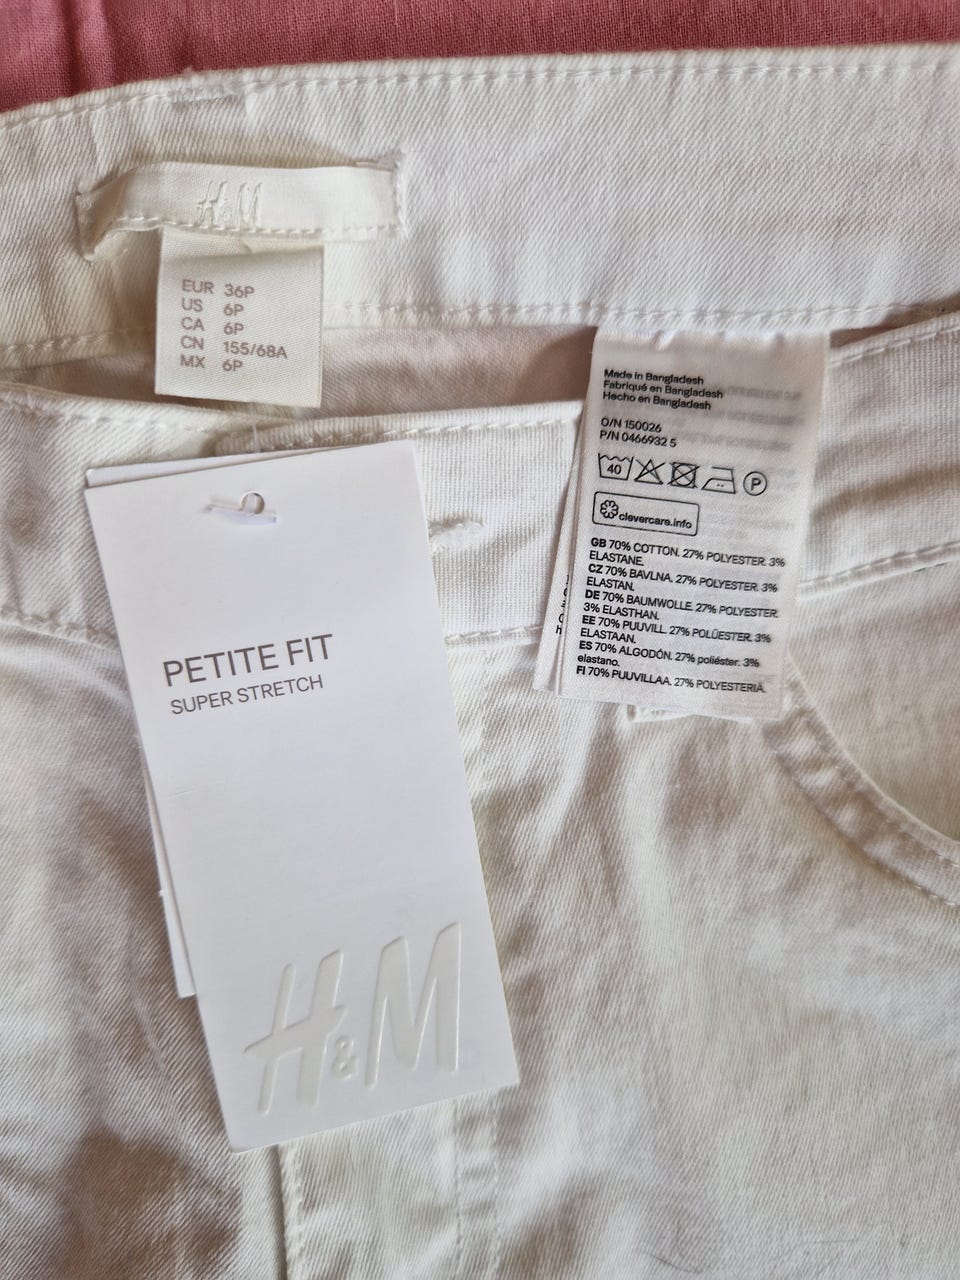 H&M
EUR 36P
US 6P
CA 6P
CN 155/68A
MX 6P
Made in Bangladesh
Fabriqué en Bangladesh
Hecho en Bangladesh
O/N 150026
P/N 0466932 5
40 P
clevercare.info
GB 70% COTTON. 27% POLYESTER. 3%
ELASTANE.
CZ 70% BAVLNA. 27% POLYESTER. 3%
ELASTAN.
DE 70% BAUMWOLLE. 27% POLYESTER.
3% ELASTHAN.
EE 70% PUUVILL. 27% POLÜESTER. 3%
ELASTAAN.
ES 70% ALGODÓN. 27% poliéster. 3%
elastano.
FI 70% PUUVILLAA. 27% POLYESTERIÄ.
PETITE FIT
SUPER STRETCH
H&M